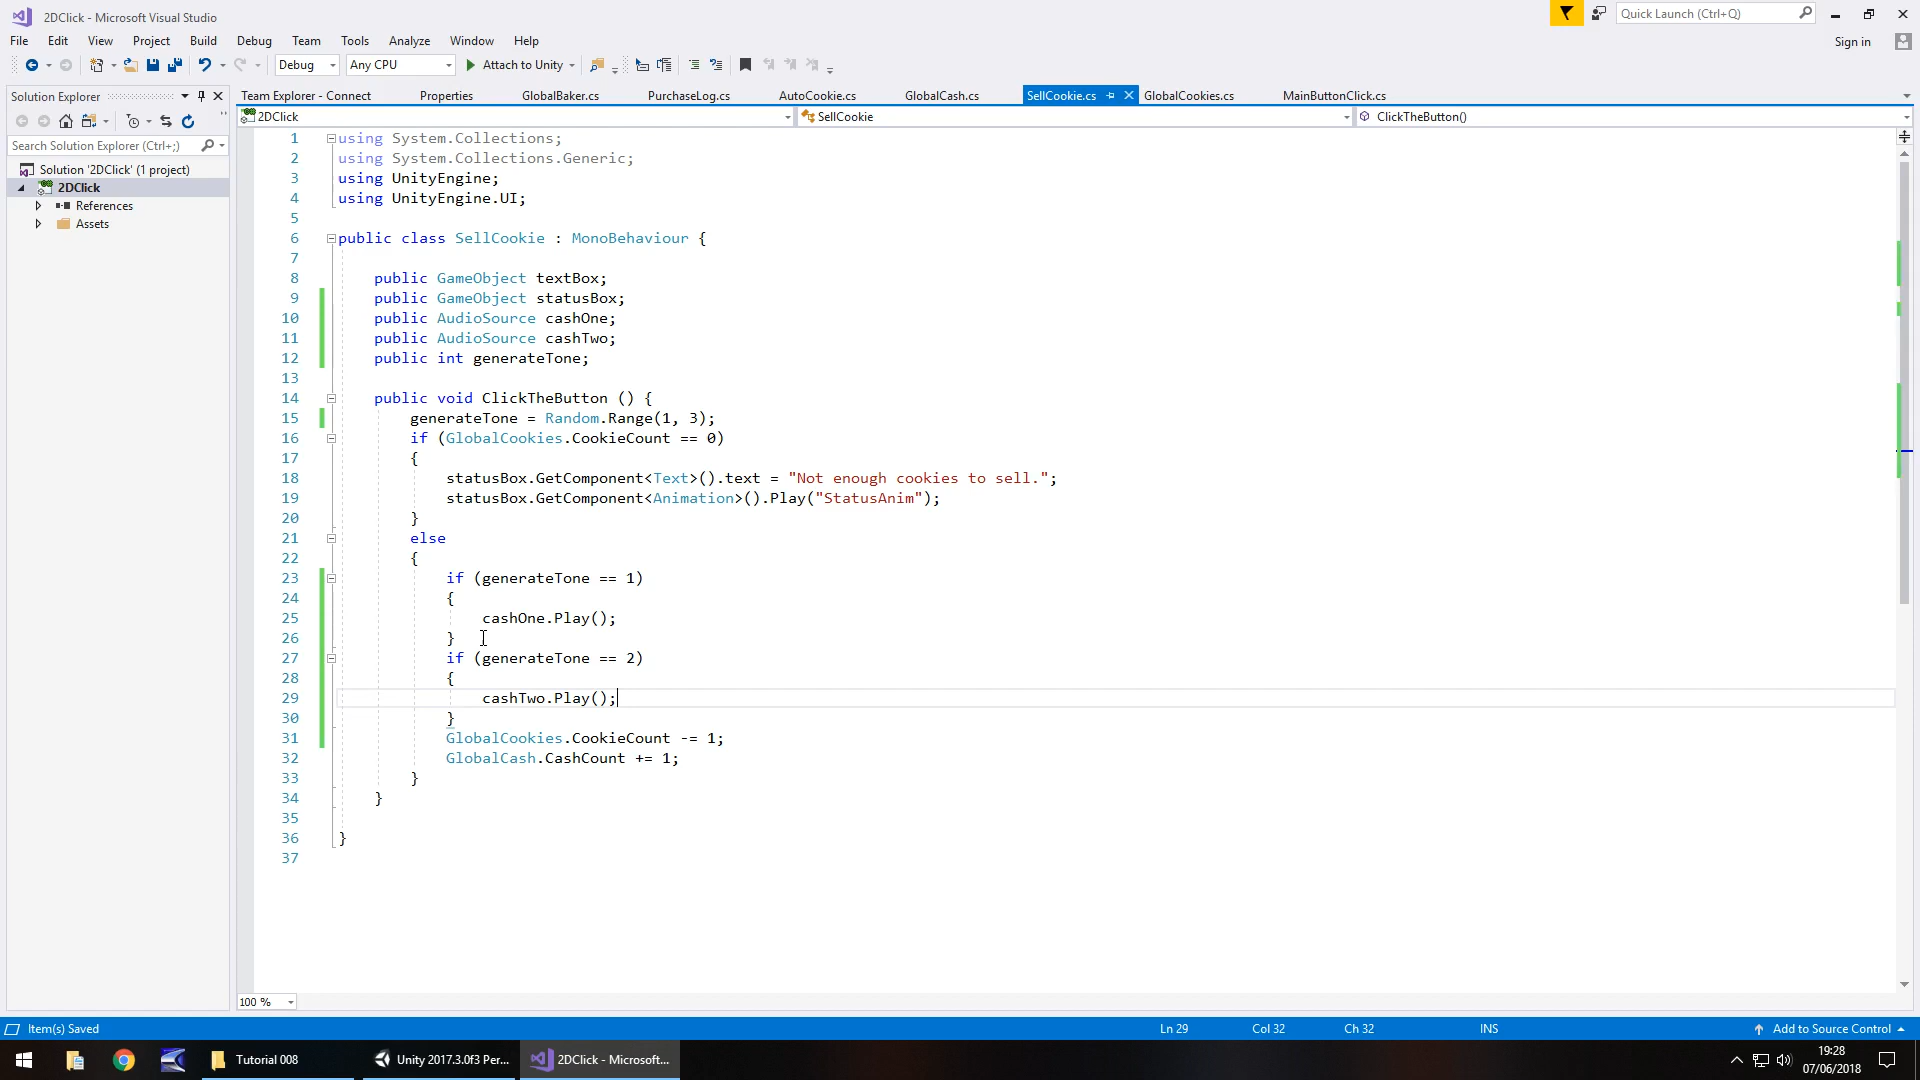 2DClick - Microsoft Visual Studio
Quick Launch (Ctrl+Q)
File Edit View Project Build Debug Team Tools Analyze Window Help
Sign in
Debug Any CPU Attach to Unity
Solution Explorer
Team Explorer - Connect Properties GlobalBaker.cs PurchaseLog.cs AutoCookie.cs GlobalCash.cs SellCookie.cs GlobalCookies.cs MainButtonClick.cs
2DClick SellCookie ClickTheButton()
Search Solution Explorer (Ctrl+;)
Solution '2DClick' (1 project)
2DClick
References
Assets
1 using System.Collections;
2 using System.Collections.Generic;
3 using UnityEngine;
4 using UnityEngine.UI;
5
6 public class SellCookie : MonoBehaviour {
7
8 public GameObject textBox;
9 public GameObject statusBox;
10 public AudioSource cashOne;
11 public AudioSource cashTwo;
12 public int generateTone;
13
14 public void ClickTheButton () {
15 generateTone = Random.Range(1, 3);
16 if (GlobalCookies.CookieCount == 0)
17 {
18 statusBox.GetComponent<Text>().text = "Not enough cookies to sell.";
19 statusBox.GetComponent<Animation>().Play("StatusAnim");
20 }
21 else
22 {
23 if (generateTone == 1)
24 {
25 cashOne.Play();
26 }
27 if (generateTone == 2)
28 {
29 cashTwo.Play();
30 }
31 GlobalCookies.CookieCount -= 1;
32 GlobalCash.CashCount += 1;
33 }
34 }
35
36 }
37
100 %
Item(s) Saved Ln 29 Col 32 Ch 32 INS Add to Source Control
Tutorial 008 Unity 2017.3.0f3 Per... 2DClick - Microsoft...
19:28
07/06/2018